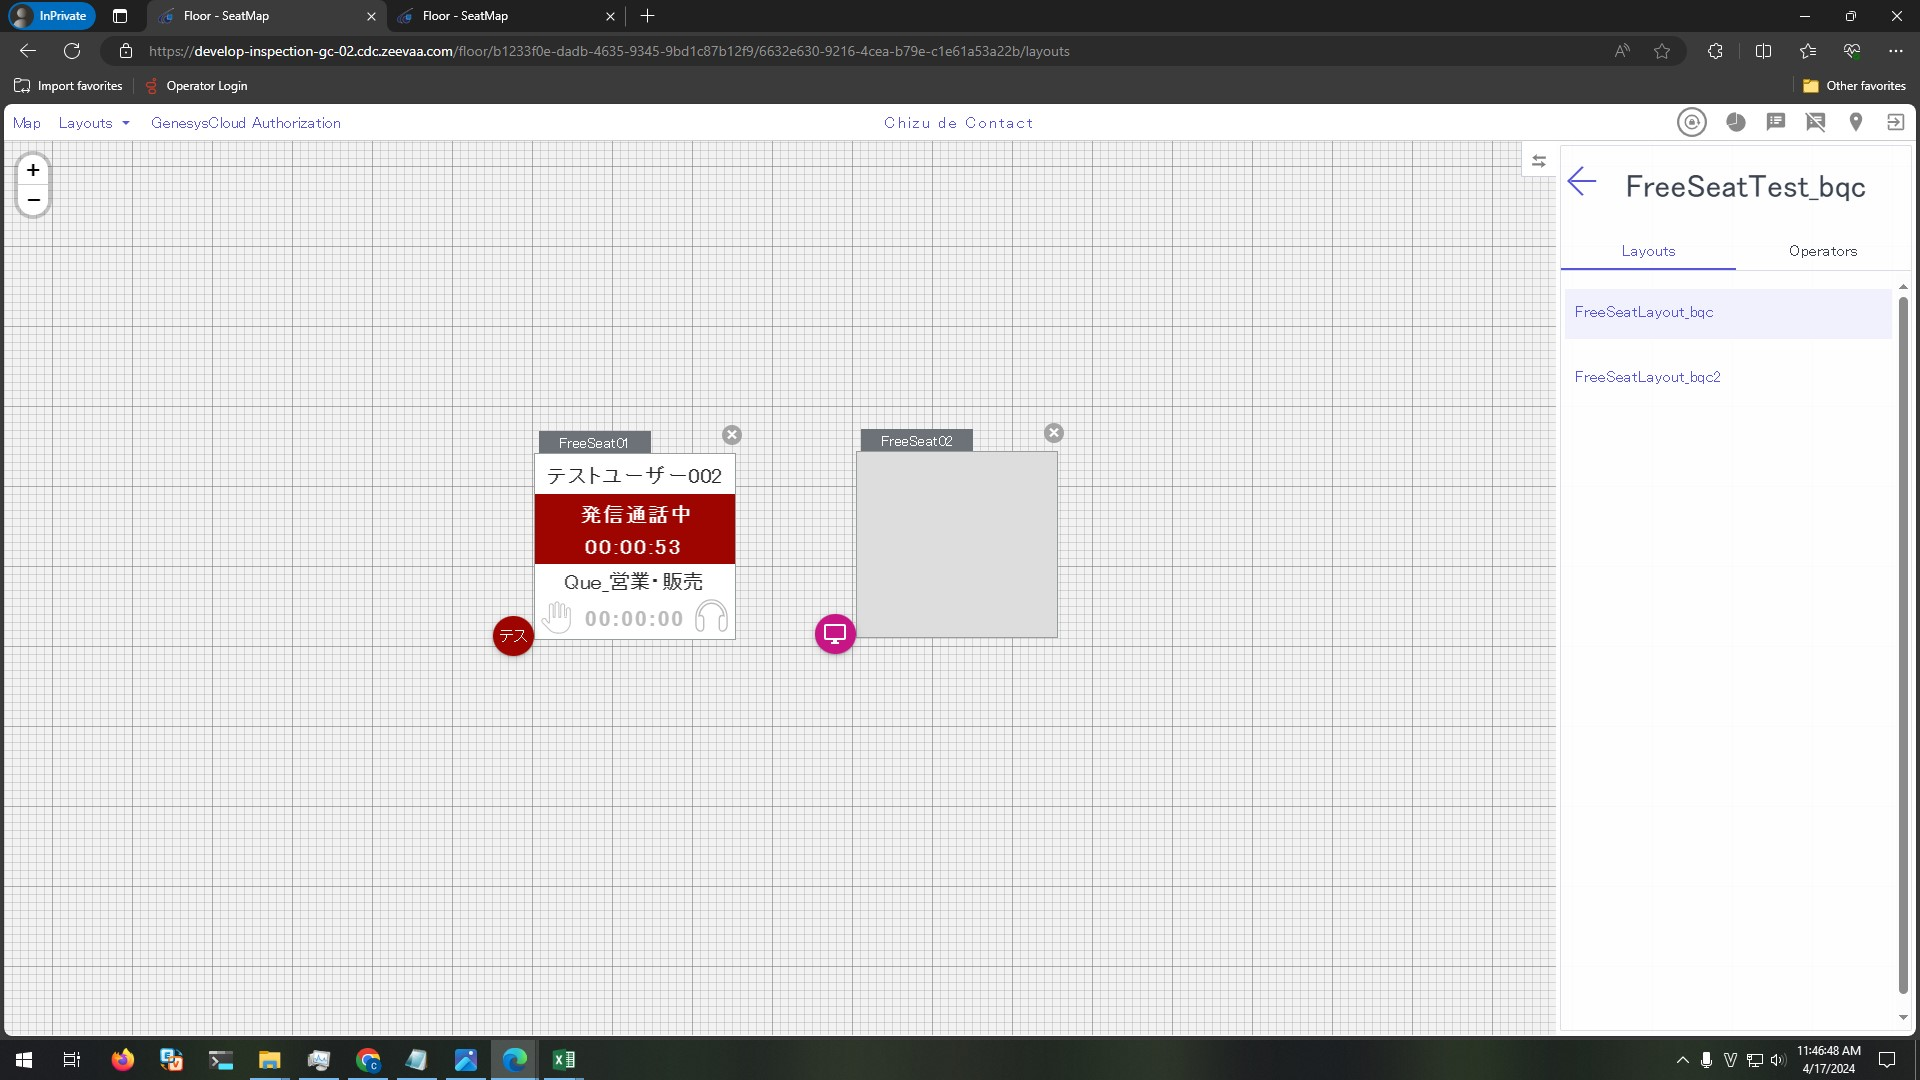 InPrivate
Floor - SeatMap
Floor - SeatMap
https://develop-inspection-gc-02.cdc.zeevaa.com/floor/b1233f0e-dadb-4635-9345-9bd1c87b12f9/6632e630-9216-4cea-b79e-c1e61a53a22b/layouts
Import favorites
Operator Login
Other favorites
Map
Layouts
GenesysCloud Authorization
Chizu de Contact
+
−
FreeSeatTest_bqc
Layouts
Operators
FreeSeatLayout_bqc
FreeSeatLayout_bqc2
FreeSeat01
テストユーザー002
発信通話中
00:00:53
Que_営業・販売
00:00:00
テス
FreeSeat02
11:46:48 AM
4/17/2024